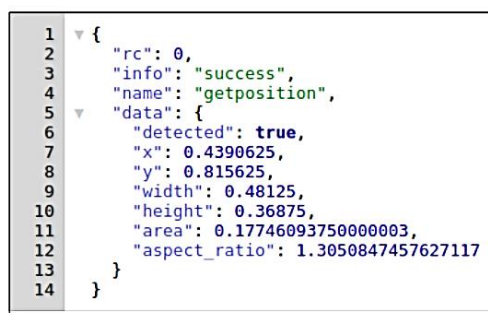 1 {
2 "rc": 0,
3 "info": "success",
4 "name": "getposition",
5 "data": {
6 "detected": true,
7 "x": 0.4390625,
8 "y": 0.815625,
9 "width": 0.48125,
10 "height": 0.36875,
11 "area": 0.17746093750000003,
12 "aspect_ratio": 1.3050847457627117
13 }
14 }